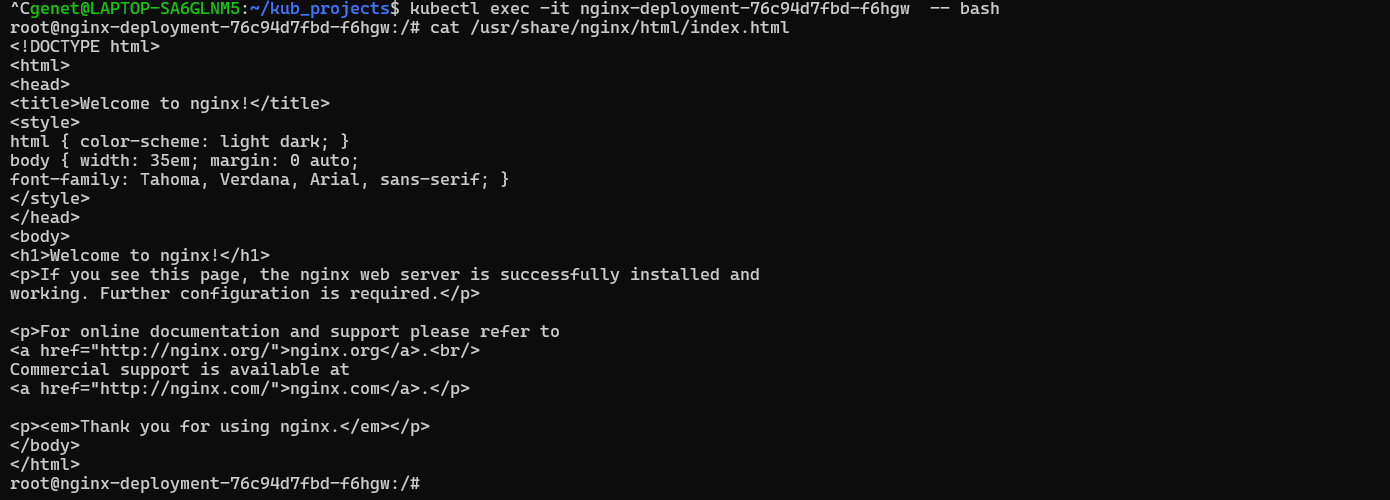 ^Cgenet@LAPTOP-SA6GLNM5:~/kub_projects$ kubectl exec -it nginx-deployment-76c94d7fbd-f6hgw  -- bash
root@nginx-deployment-76c94d7fbd-f6hgw:/# cat /usr/share/nginx/html/index.html
<!DOCTYPE html>
<html>
<head>
<title>Welcome to nginx!</title>
<style>
html { color-scheme: light dark; }
body { width: 35em; margin: 0 auto;
font-family: Tahoma, Verdana, Arial, sans-serif; }
</style>
</head>
<body>
<h1>Welcome to nginx!</h1>
<p>If you see this page, the nginx web server is successfully installed and
working. Further configuration is required.</p>

<p>For online documentation and support please refer to
<a href="http://nginx.org/">nginx.org</a>.<br/>
Commercial support is available at
<a href="http://nginx.com/">nginx.com</a>.</p>

<p><em>Thank you for using nginx.</em></p>
</body>
</html>
root@nginx-deployment-76c94d7fbd-f6hgw:/#